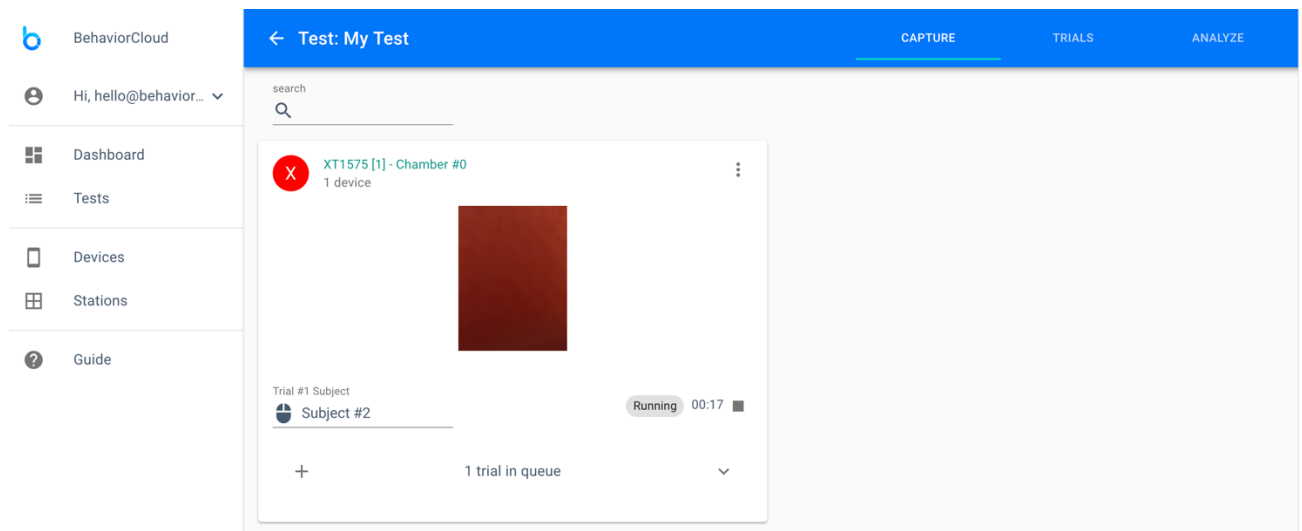 BehaviorCloud
Hi, hello@behavior...
Dashboard
Tests
Devices
Stations
Guide
Test: My Test
CAPTURE
TRIALS
ANALYZE
search
X
XT1575 [1] - Chamber #0
1 device
Trial #1 Subject
Subject #2
Running 00:17
1 trial in queue